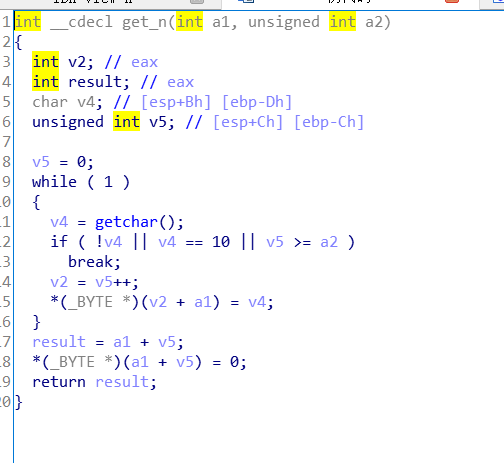 1 int __cdecl get_n(int a1, unsigned int a2)
2 {
3 int v2; // eax
4 int result; // eax
5 char v4; // [esp+Bh] [ebp-Dh]
6 unsigned int v5; // [esp+Ch] [ebp-Ch]
7
8 v5 = 0;
9 while ( 1 )
0 {
1 v4 = getchar();
2 if ( !v4 || v4 == 10 || v5 >= a2 )
3 break;
4 v2 = v5++;
5 *(_BYTE *)(v2 + a1) = v4;
6 }
7 result = a1 + v5;
8 *(_BYTE *)(a1 + v5) = 0;
9 return result;
20 }